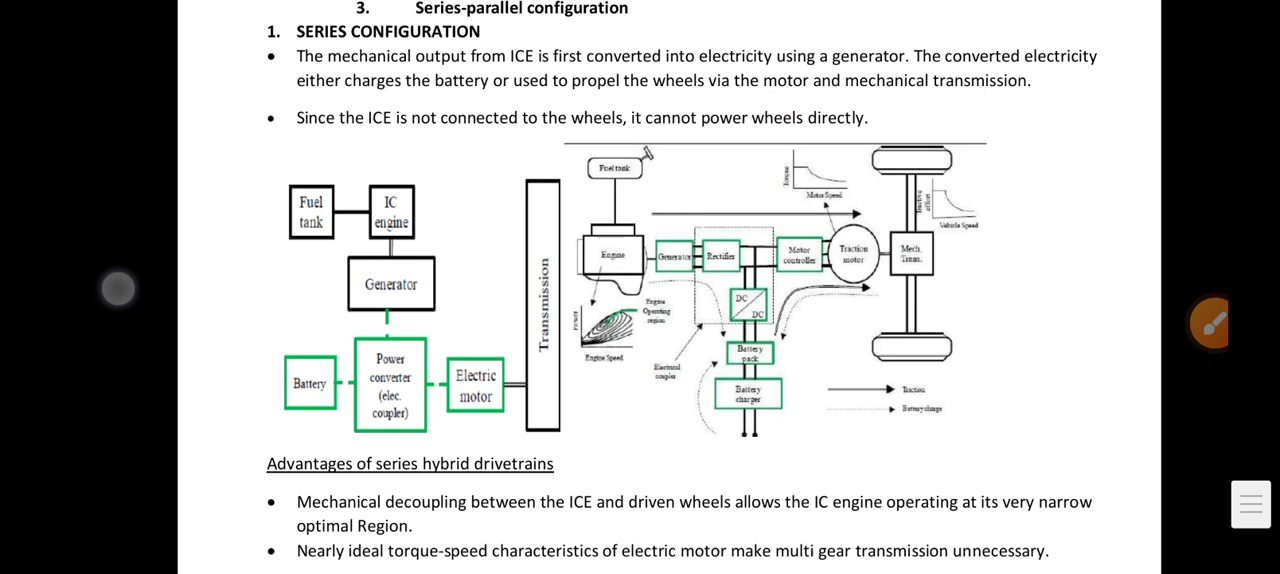 3. Series-parallel configuration
1. SERIES CONFIGURATION
• The mechanical output from ICE is first converted into electricity using a generator. The converted electricity
either charges the battery or used to propel the wheels via the motor and mechanical transmission.
• Since the ICE is not connected to the wheels, it cannot power wheels directly.
Fuel
tank
IC
engine
Generator
Battery
Power
converter
(elec.
coupler)
Electric
motor
Transmission
Fuel tank
Engine
Generator
Rectifier
Motor
controller
Traction
motor
Mech.
Trans.
Torque
Motor Speed
Tractive
effort
Vehicle Speed
DC
DC
Power
Engine Speed
Engine
Operating
region
Electrical
coupler
Battery
pack
Battery
charger
Traction
Battery charge
Advantages of series hybrid drivetrains
• Mechanical decoupling between the ICE and driven wheels allows the IC engine operating at its very narrow
optimal Region.
• Nearly ideal torque-speed characteristics of electric motor make multi gear transmission unnecessary.